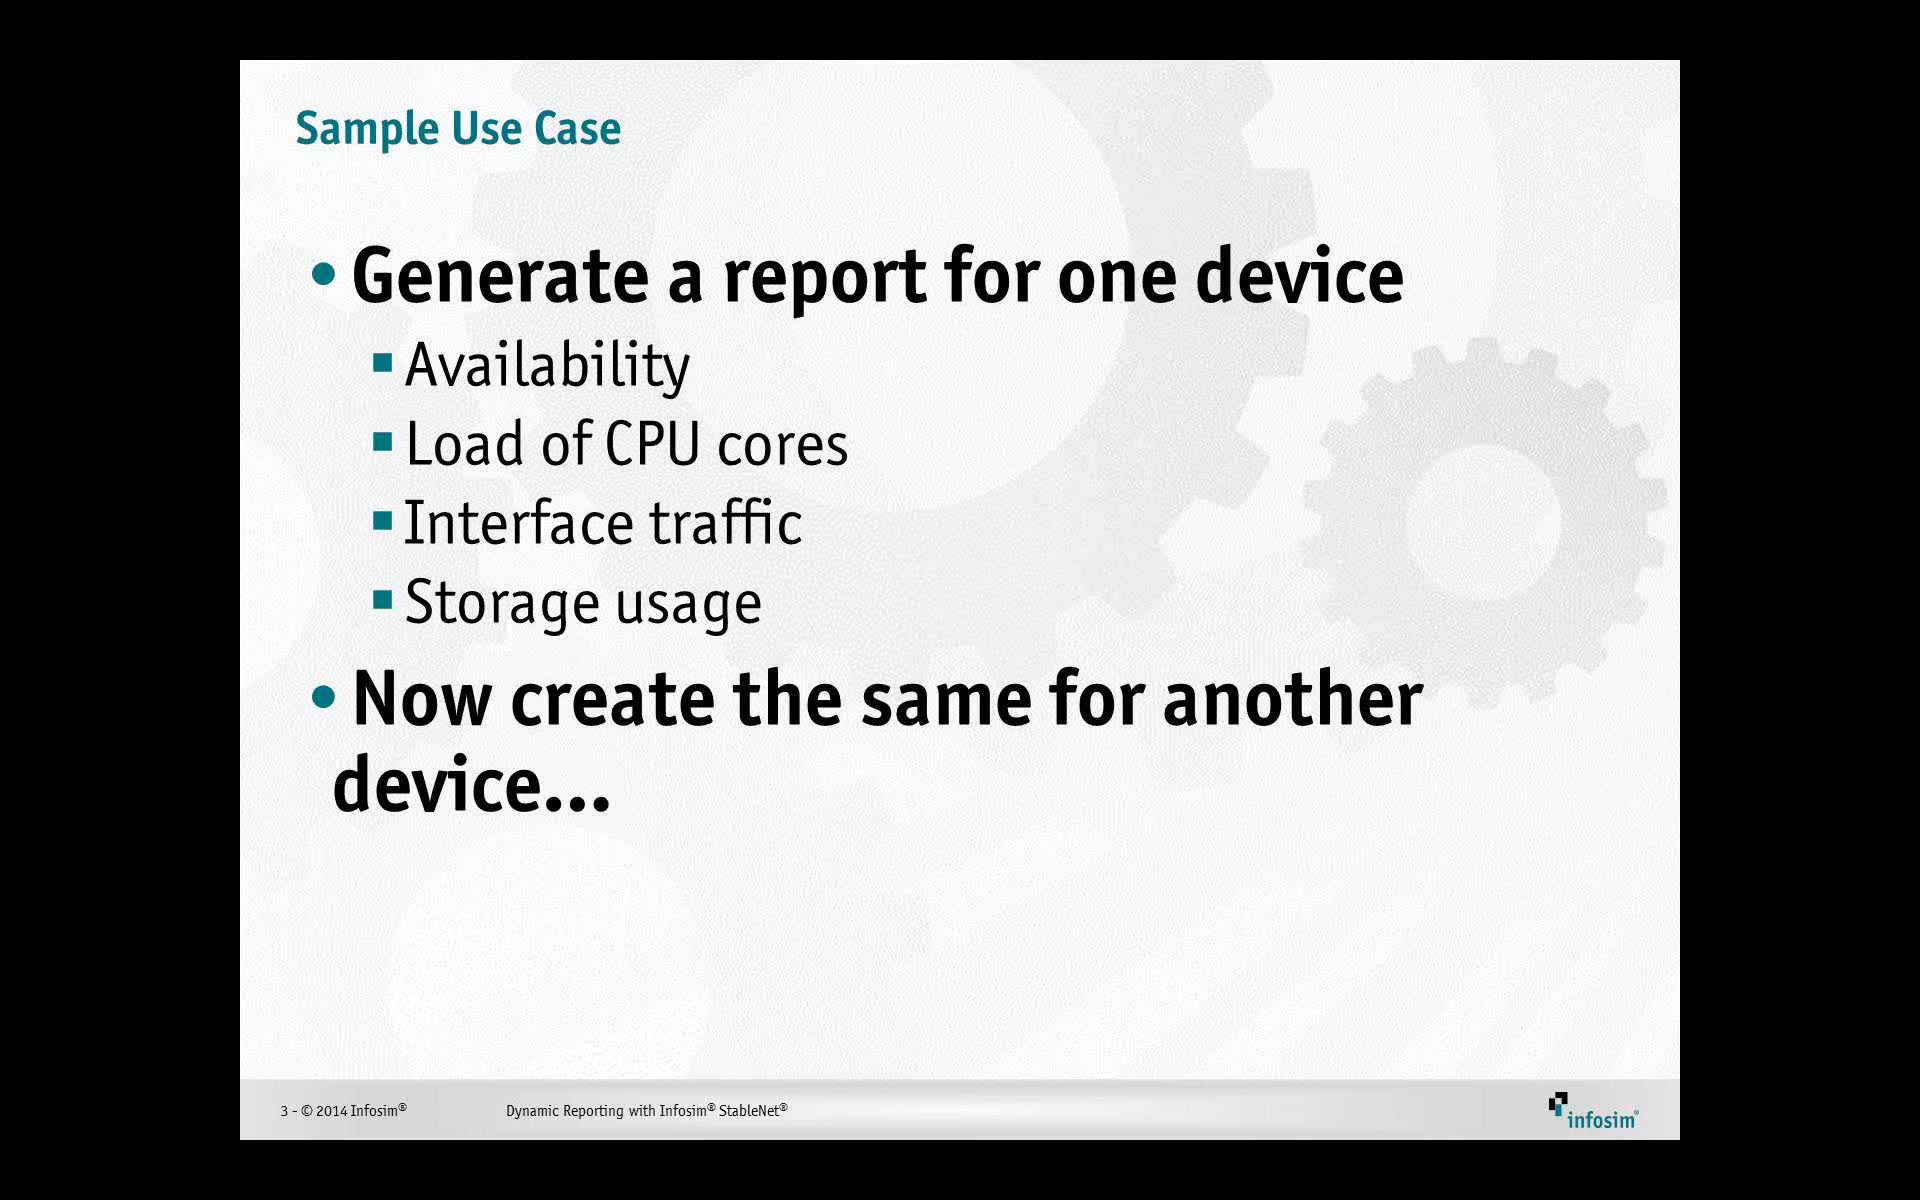 Sample Use Case
• Generate a report for one device
▪ Availability
▪ Load of CPU cores
▪ Interface traffic
▪ Storage usage
• Now create the same for another
device...
3 - © 2014 Infosim®
Dynamic Reporting with Infosim® StableNet®
infosim®